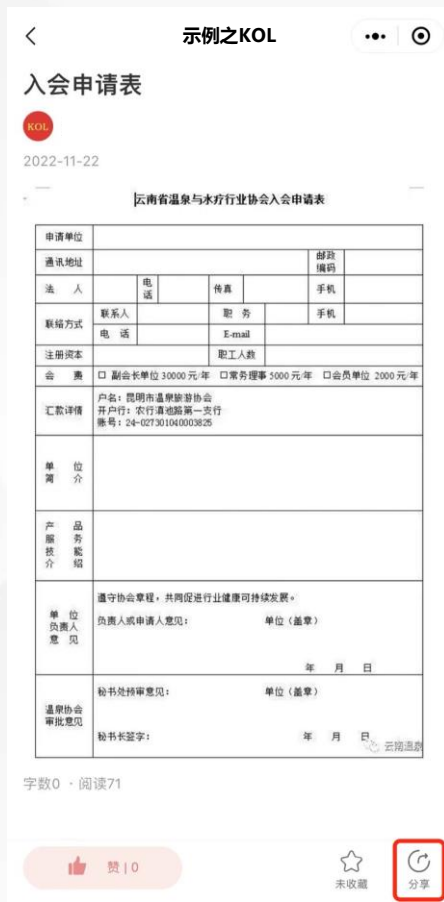 示例之KOL
入会申请表
KOL
2022-11-22
云南省温泉与水疗行业协会入会申请表
申请单位
通讯地址 邮政编码
法 人 电话 传真 手机
联络方式 联系人 职 务 手机
电 话 E-mail
注册资本 职工人数
会 费 □ 副会长单位 30000 元/年 □常务理事 5000 元/年 □会员单位 2000 元/年
汇款详情 户名：昆明市温泉旅游协会
开户行：农行滇池路第一支行
账号：24-027301040003825
单 位
简 介
产 品
服 务
技 能
介 绍
遵守协会章程，共同促进行业健康可持续发展。
单 位
负责人
意 见
负责人或申请人意见： 单位（盖章）
年 月 日
温泉协会
审批意见
秘书处预审意见： 单位（盖章）
秘书长签字： 年 月 日
云南温泉
字数0 · 阅读71
赞 | 0
未收藏
分享